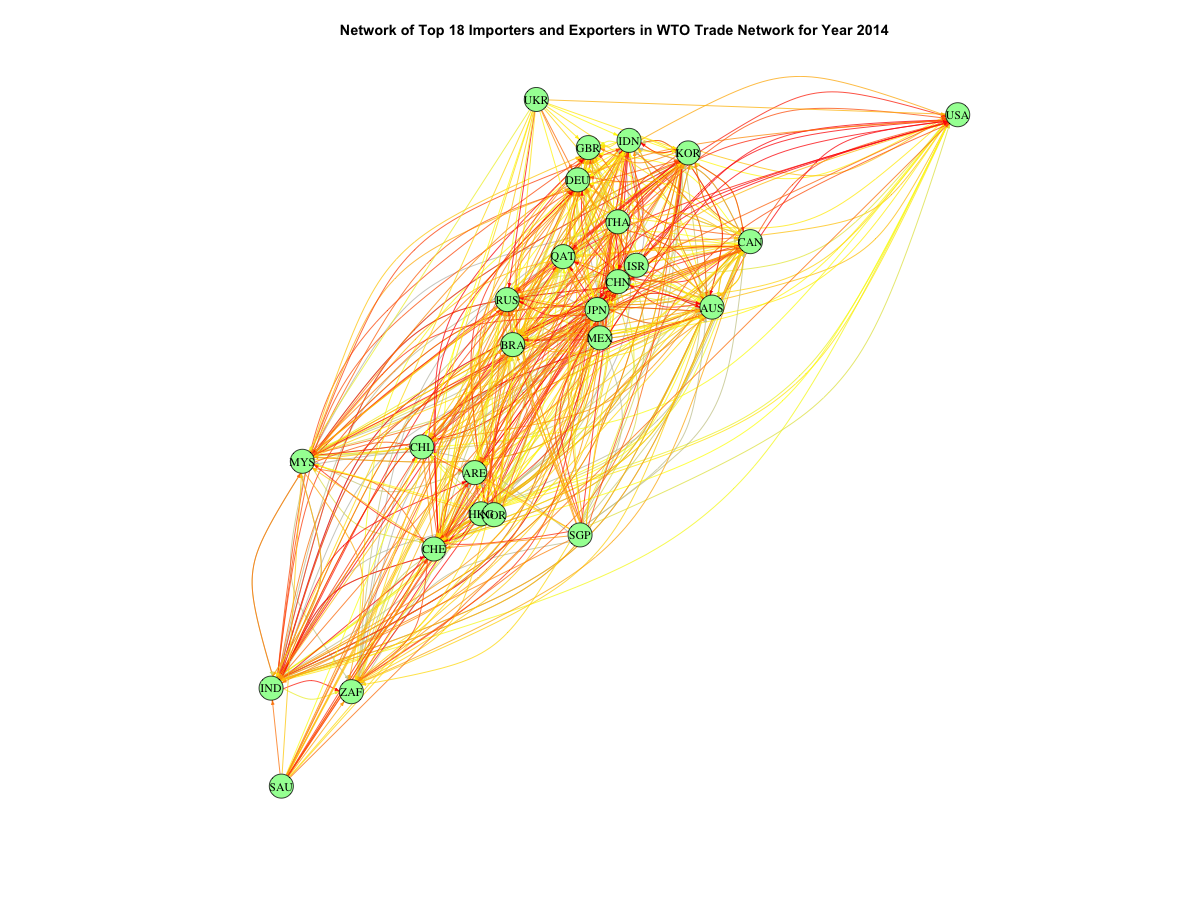 Network of Top 18 Importers and Exporters in WTO Trade Network for Year 2014
UKR
USA
GBR
IDN
KOR
DEU
THA
CAN
QAT
ISR
CHN
RUS
JPN
AUS
BRA
MEX
CHL
MYS
ARE
HKG
NOR
SGP
CHE
IND
ZAF
SAU